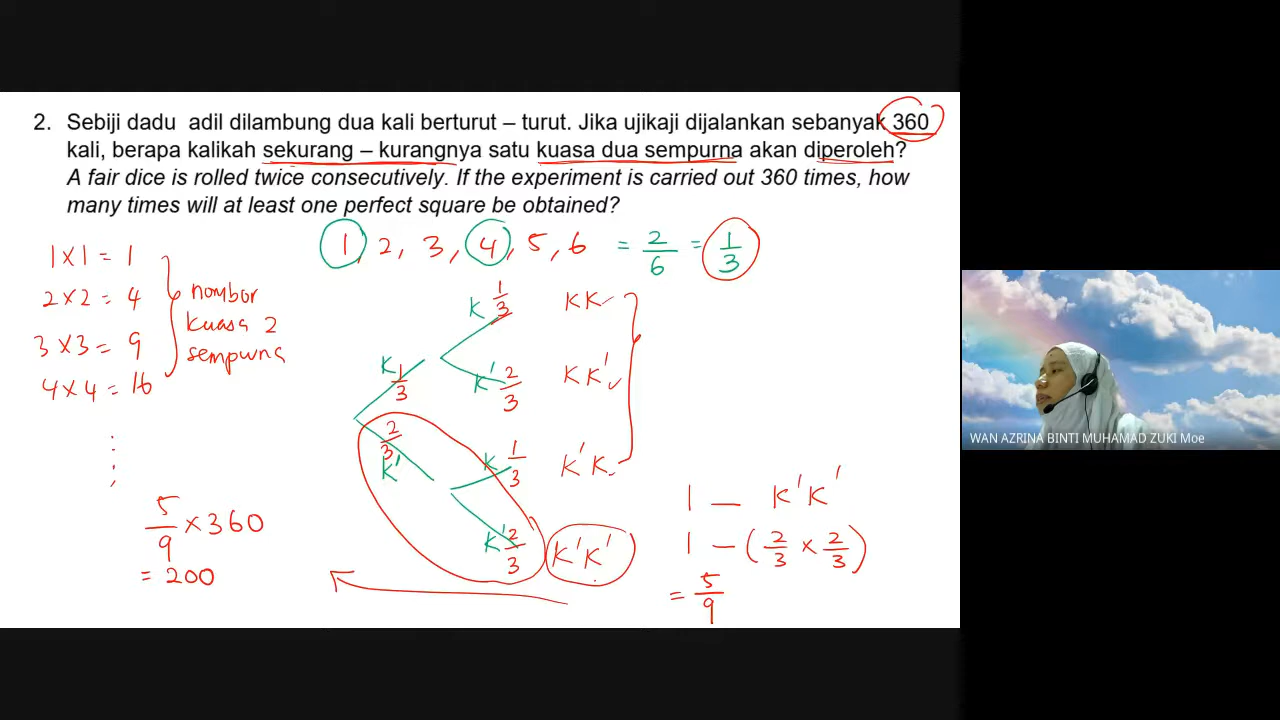 2. Sebiji dadu adil dilambung dua kali berturut – turut. Jika ujikaji dijalankan sebanyak 360
kali, berapa kalikah sekurang – kurangnya satu kuasa dua sempurna akan diperoleh?
A fair dice is rolled twice consecutively. If the experiment is carried out 360 times, how
many times will at least one perfect square be obtained?
1, 2, 3, 4, 5, 6 = 2/6 = 1/3
1 x 1 = 1
2 x 2 = 4
3 x 3 = 9
4 x 4 = 16
nombor
kuasa 2
sempurna
K 1/3
K 1/3
K' 2/3
2/3 K'
K 1/3
K' 2/3
KK
KK'
K'K
K'K'
1 – K'K'
1 – (2/3 x 2/3)
= 5/9
5/9 x 360
= 200
WAN AZRINA BINTI MUHAMAD ZUKI Moe